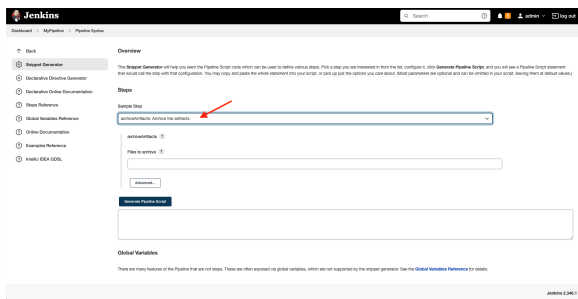 Jenkins
Search
1
admin
log out
Dashboard
MyPipeline
Pipeline Syntax
Back
Snippet Generator
Declarative Directive Generator
Declarative Online Documentation
Steps Reference
Global Variables Reference
Online Documentation
Examples Reference
IntelliJ IDEA GDSL
Overview
This Snippet Generator will help you learn the Pipeline Script code which can be used to define various steps. Pick a step you are interested in from the list, configure it, click Generate Pipeline Script, and you will see a Pipeline Script statement
that would call the step with that configuration. You may copy and paste the whole statement into your script, or pick up just the options you care about. (Most parameters are optional and can be omitted in your script, leaving them at default values.)
Steps
Sample Step
archiveArtifacts: Archive the artifacts
archiveArtifacts ?
Files to archive ?
Advanced...
Generate Pipeline Script
Global Variables
There are many features of the Pipeline that are not steps. These are often exposed via global variables, which are not supported by the snippet generator. See the Global Variables Reference for details.
Jenkins 2.346.1